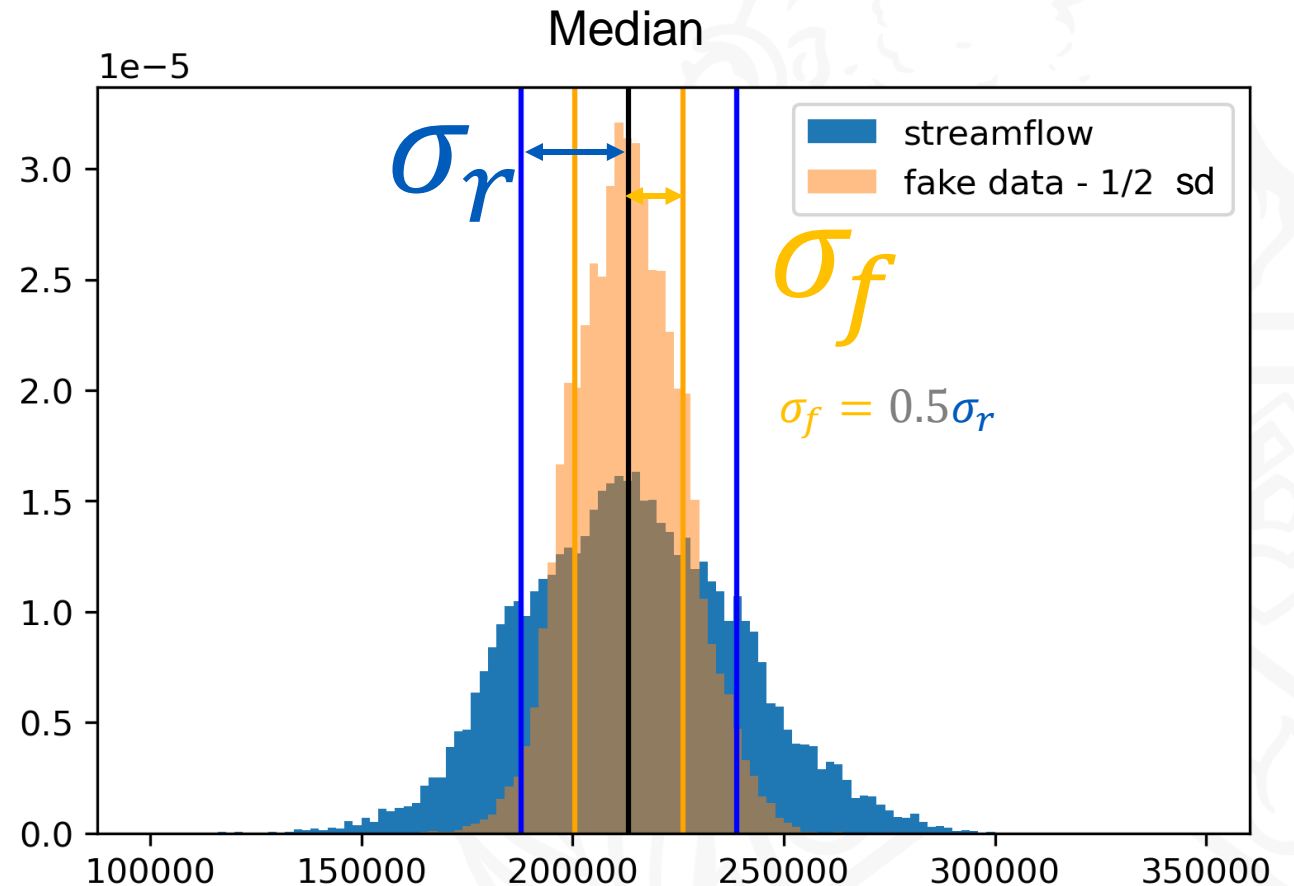 Median
1e−5
σr
streamflow
fake data - 1/2 sd
σf
σf = 0.5σr
3.0
2.5
2.0
1.5
1.0
0.5
0.0
100000 150000 200000 250000 300000 350000